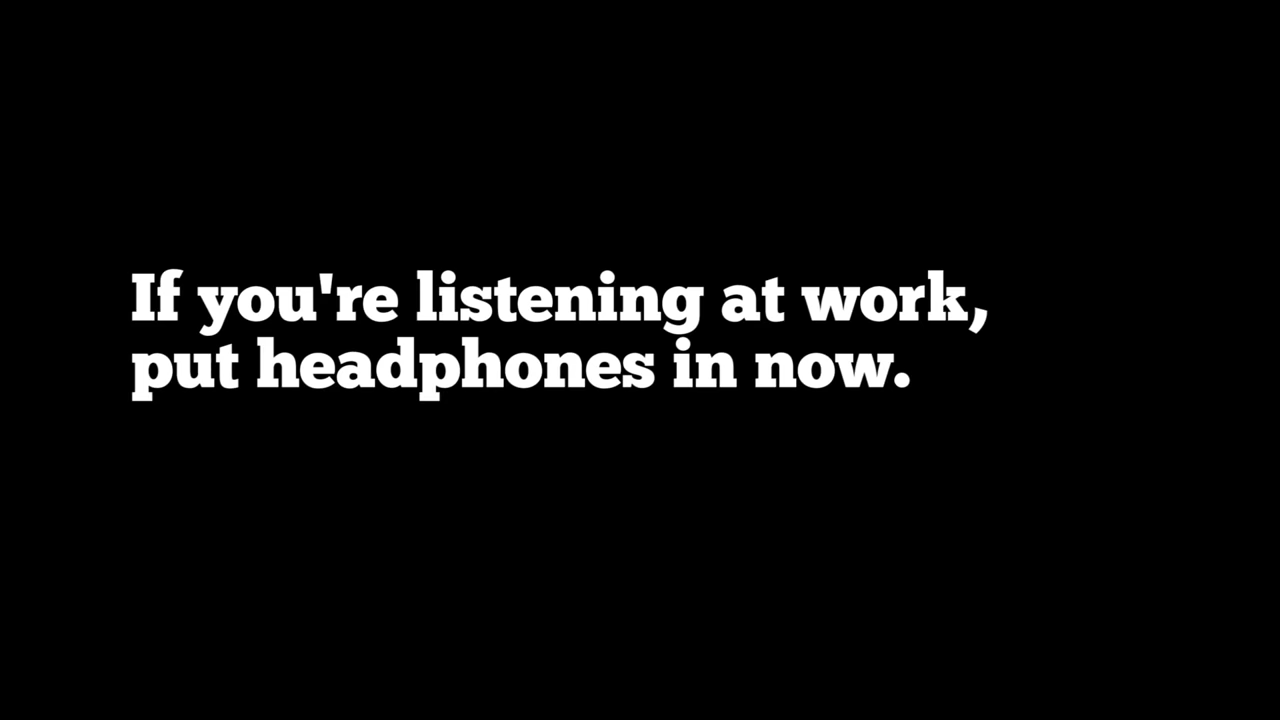 If you're listening at work,
put headphones in now.